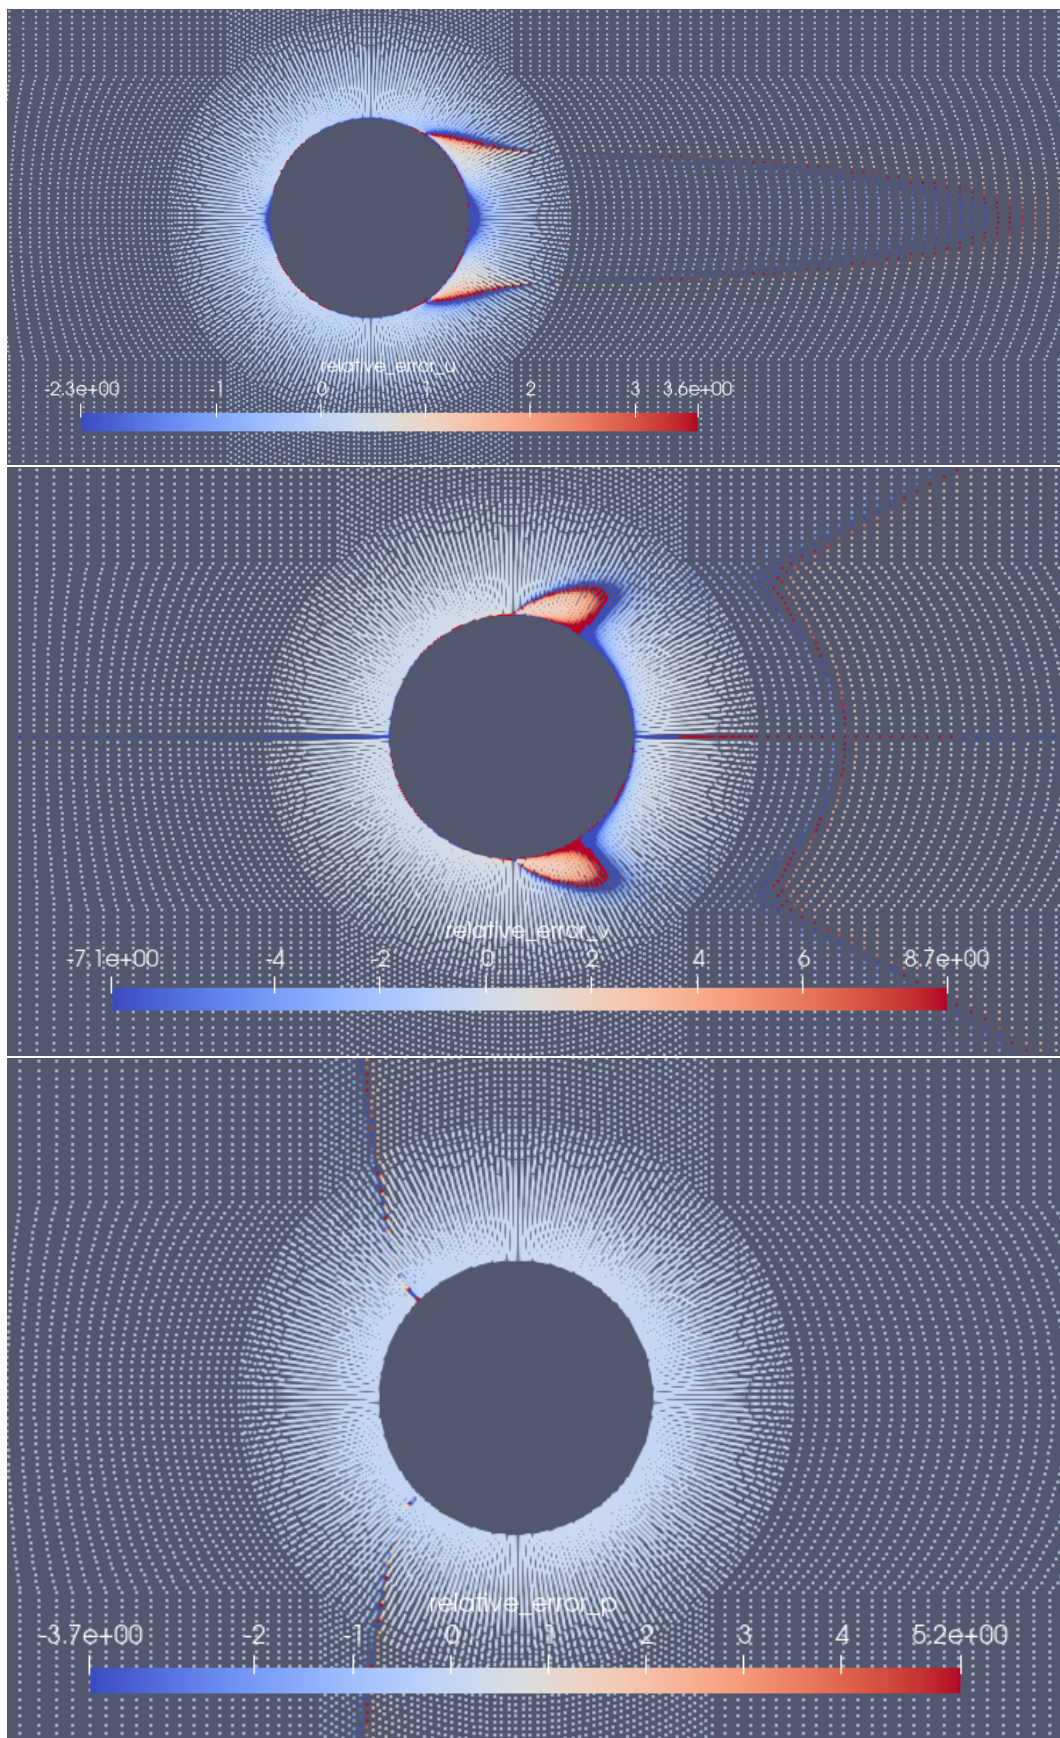 relative_error_u
-2.3e+00 -1 0 1 2 3 3.6e+00
relative_error_v
-7.1e+00 -4 -2 0 2 4 6 8.7e+00
relative_error_p
-3.7e+00 -2 -1 0 1 2 3 4 5.2e+00